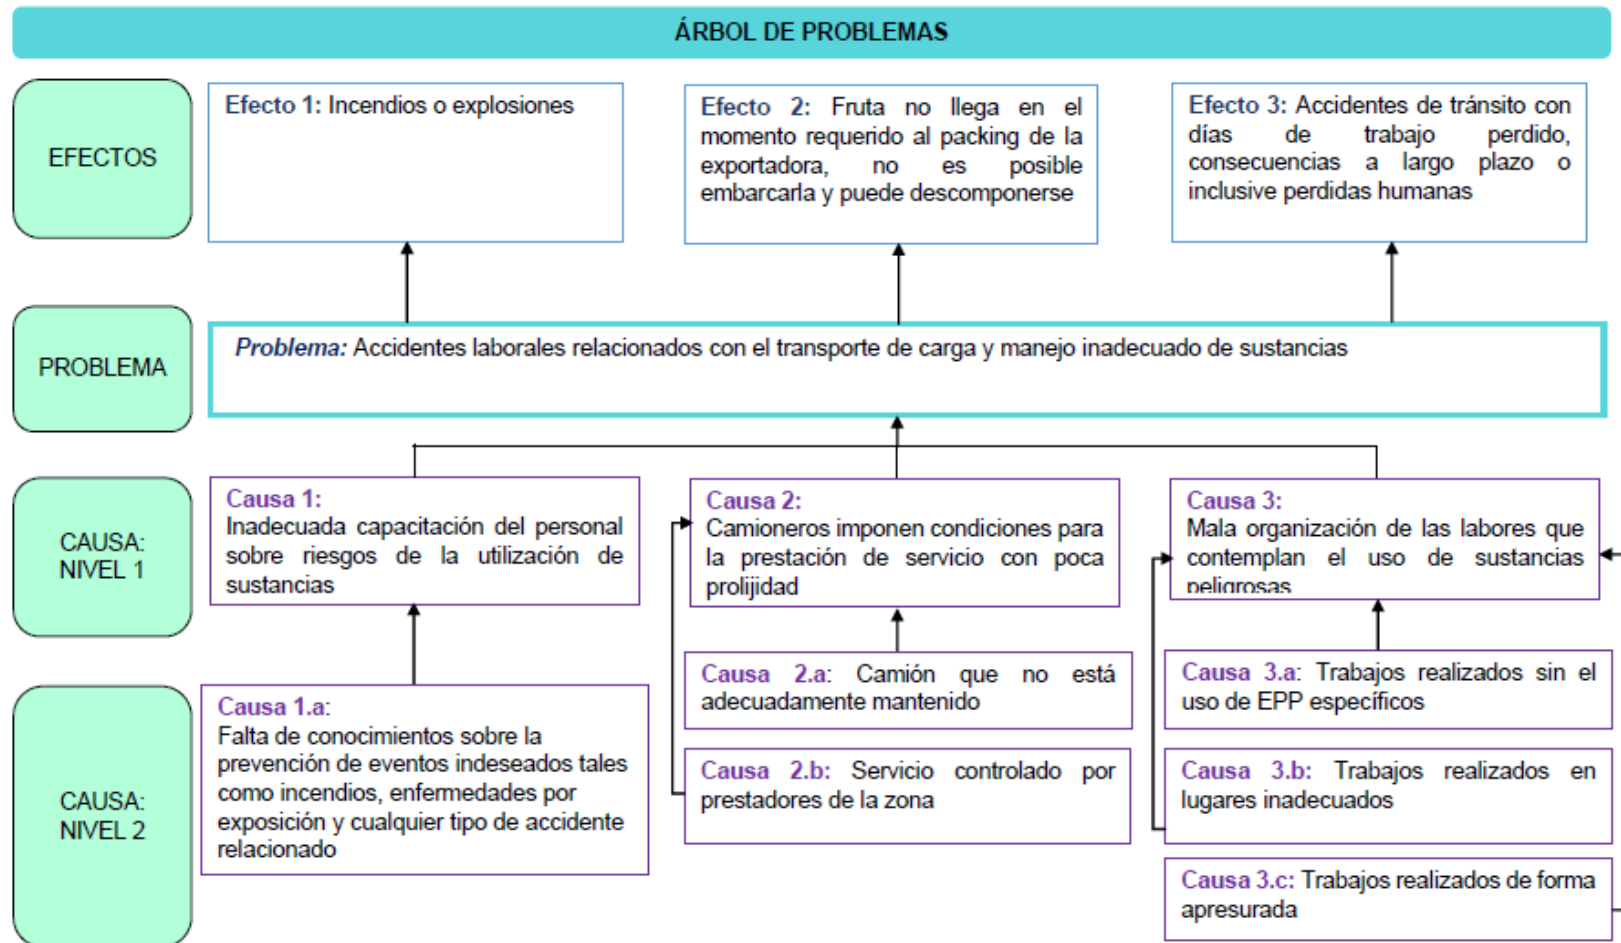 ÁRBOL DE PROBLEMAS
EFECTOS
Efecto 1: Incendios o explosiones
Efecto 2: Fruta no llega en el
momento requerido al packing de la
exportadora, no es posible
embarcarla y puede descomponerse
Efecto 3: Accidentes de tránsito con
días de trabajo perdido,
consecuencias a largo plazo o
inclusive perdidas humanas
PROBLEMA
Problema: Accidentes laborales relacionados con el transporte de carga y manejo inadecuado de sustancias
CAUSA:
NIVEL 1
Causa 1:
Inadecuada capacitación del personal
sobre riesgos de la utilización de
sustancias
Causa 2:
Camioneros imponen condiciones para
la prestación de servicio con poca
prolijidad
Causa 3:
Mala organización de las labores que
contemplan el uso de sustancias
peligrosas
CAUSA:
NIVEL 2
Causa 1.a:
Falta de conocimientos sobre la
prevención de eventos indeseados tales
como incendios, enfermedades por
exposición y cualquier tipo de accidente
relacionado
Causa 2.a: Camión que no está
adecuadamente mantenido
Causa 2.b: Servicio controlado por
prestadores de la zona
Causa 3.a: Trabajos realizados sin el
uso de EPP específicos
Causa 3.b: Trabajos realizados en
lugares inadecuados
Causa 3.c: Trabajos realizados de forma
apresurada